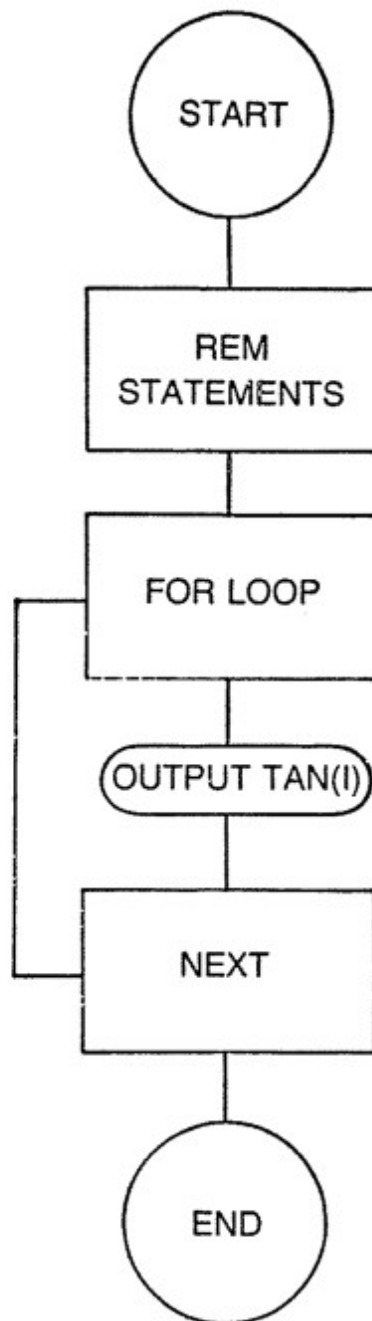 START
REM
STATEMENTS
FOR LOOP
OUTPUT TAN(I)
NEXT
END